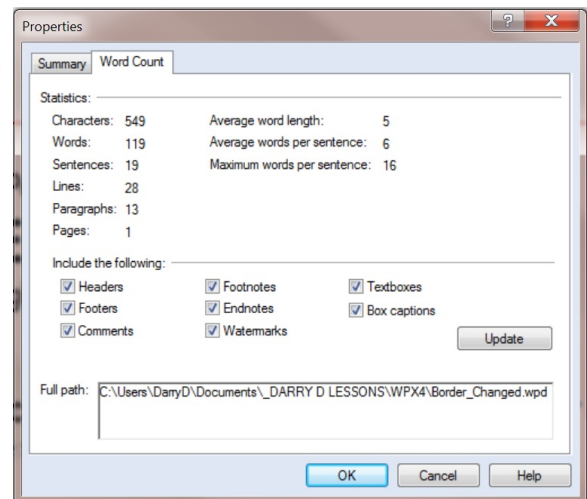 Properties
Summary Word Count
Statistics:
Characters: 549 Average word length: 5
Words: 119 Average words per sentence: 6
Sentences: 19 Maximum words per sentence: 16
Lines: 28
Paragraphs: 13
Pages: 1
Include the following:
Headers Footnotes Textboxes
Footers Endnotes Box captions
Comments Watermarks
Update
Full path: C:\Users\DarryD\Documents\_DARRY D LESSONS\WPX4\Border_Changed.wpd
OK Cancel Help